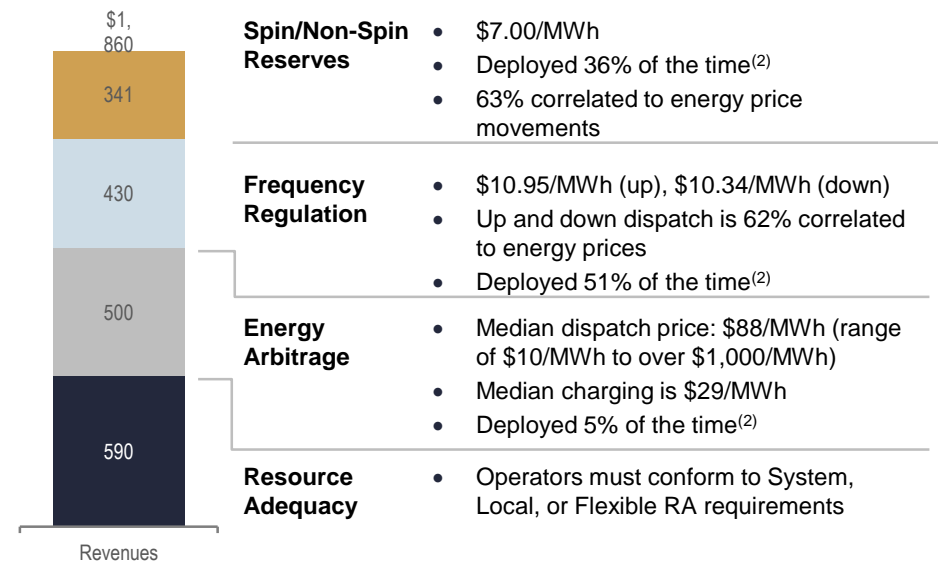 $1,
860
341
430
500
590
Revenues
Spin/Non-Spin
Reserves
• $7.00/MWh
• Deployed 36% of the time(2)
• 63% correlated to energy price
movements
Frequency
Regulation
• $10.95/MWh (up), $10.34/MWh (down)
• Up and down dispatch is 62% correlated
to energy prices
• Deployed 51% of the time(2)
Energy
Arbitrage
• Median dispatch price: $88/MWh (range
of $10/MWh to over $1,000/MWh)
• Median charging is $29/MWh
• Deployed 5% of the time(2)
Resource
Adequacy
• Operators must conform to System,
Local, or Flexible RA requirements